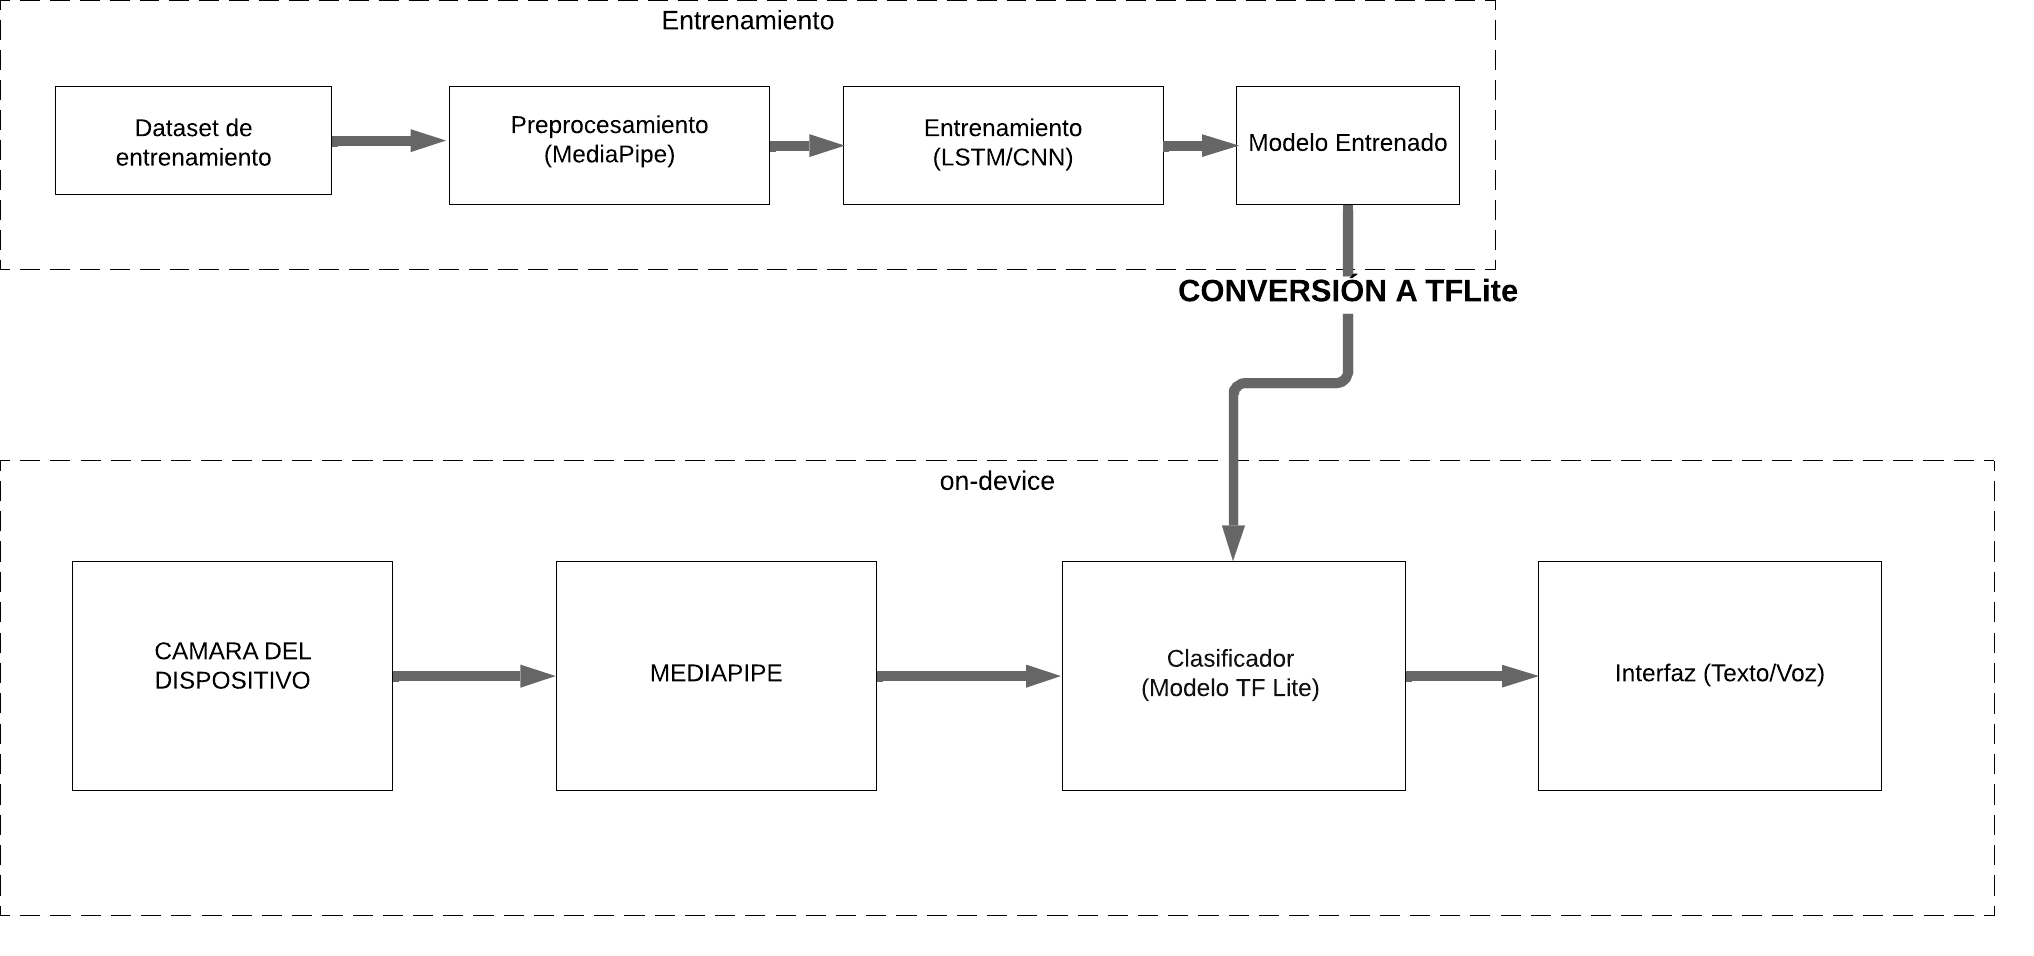 Entrenamiento
Dataset de
entrenamiento
Preprocesamiento
(MediaPipe)
Entrenamiento
(LSTM/CNN)
Modelo Entrenado
CONVERSIÓN A TFLite
on-device
CAMARA DEL
DISPOSITIVO
MEDIAPIPE
Clasificador
(Modelo TF Lite)
Interfaz (Texto/Voz)